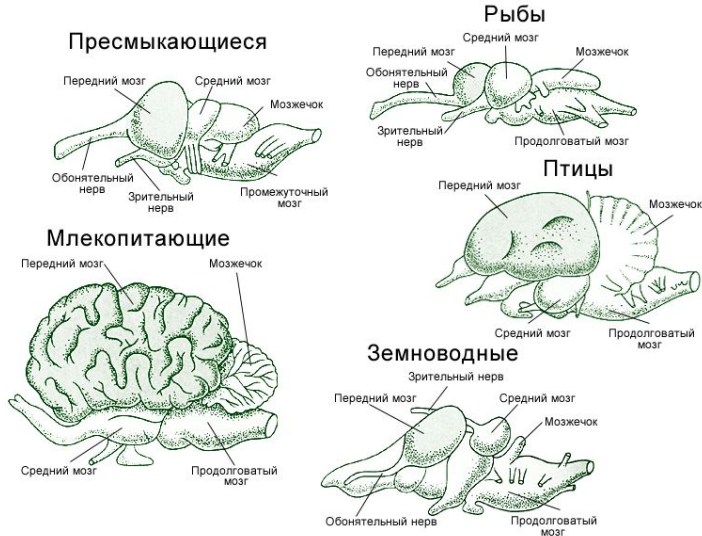 Пресмыкающиеся
Передний мозг
Средний мозг
Мозжечок
Обонятельный
нерв
Зрительный
нерв
Промежуточный
мозг
Рыбы
Средний мозг
Передний мозг
Мозжечок
Обонятельный
нерв
Зрительный
нерв
Продолговатый мозг
Птицы
Передний мозг
Мозжечок
Средний мозг
Продолговатый
мозг
Млекопитающие
Передний мозг
Мозжечок
Средний мозг
Продолговатый
мозг
Земноводные
Зрительный нерв
Передний мозг
Средний мозг
Мозжечок
Обонятельный нерв
Продолговатый
мозг